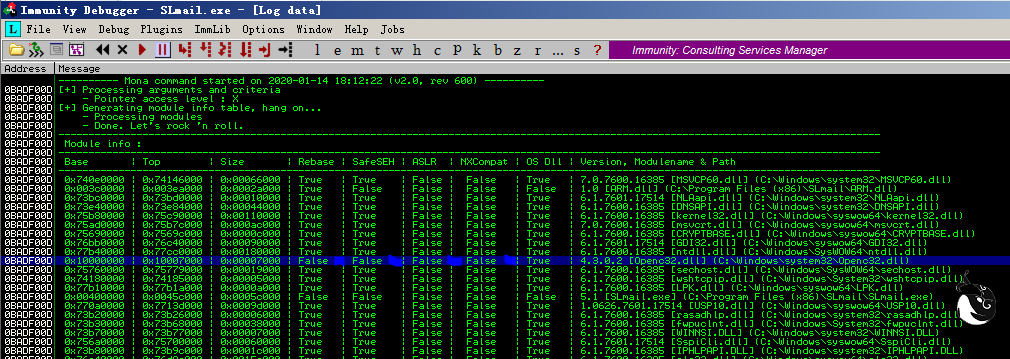 Immunity Debugger - SLmail.exe - [Log data]
L File View Debug Plugins ImmLib Options Window Help Jobs
l e m t w h c p k b z r ... s ? Immunity: Consulting Services Manager
Address Message
0BADF00D ---------- Mona command started on 2020-01-14 18:12:22 (v2.0, rev 600) ----------
0BADF00D [+] Processing arguments and criteria
0BADF00D - Pointer access level : X
0BADF00D [+] Generating module info table, hang on...
0BADF00D - Processing modules
0BADF00D - Done. Let's rock 'n roll.
0BADF00D
0BADF00D Module info :
0BADF00D
0BADF00D Base | Top | Size | Rebase | SafeSEH | ASLR | NXCompat | OS Dll | Version, Modulename & Path
0BADF00D
0BADF00D 0x740e0000 | 0x74146000 | 0x00066000 | True | True | False | False | True | 7.0.7600.16385 [MSVCP60.dll] (C:\Windows\system32\MSVCP60.dll)
0BADF00D 0x003c0000 | 0x003ea000 | 0x0002a000 | True | False | False | False | False | 1.0 [ARM.dll] (C:\Program Files (x86)\SLmail\ARM.dll)
0BADF00D 0x73bc0000 | 0x73bd0000 | 0x00010000 | True | True | False | False | True | 6.1.7601.17514 [NLAapi.dll] (C:\Windows\system32\NLAapi.dll)
0BADF00D 0x73e40000 | 0x73e84000 | 0x00044000 | True | True | False | False | True | 6.1.7600.16385 [DNSAPI.dll] (C:\Windows\system32\DNSAPI.dll)
0BADF00D 0x75b80000 | 0x75c90000 | 0x00110000 | True | True | False | False | True | 6.1.7600.16385 [kernel32.dll] (C:\Windows\syswow64\kernel32.dll)
0BADF00D 0x75ad0000 | 0x75b7c000 | 0x000ac000 | True | True | False | False | True | 7.0.7600.16385 [msvcrt.dll] (C:\Windows\syswow64\msvcrt.dll)
0BADF00D 0x75690000 | 0x7569c000 | 0x0000c000 | True | True | False | False | True | 6.1.7600.16385 [CRYPTBASE.dll] (C:\Windows\syswow64\CRYPTBASE.dll)
0BADF00D 0x76bb0000 | 0x76c40000 | 0x00090000 | True | True | False | False | True | 6.1.7601.17514 [GDI32.dll] (C:\Windows\syswow64\GDI32.dll)
0BADF00D 0x77b40000 | 0x77cc0000 | 0x00180000 | True | True | False | False | True | 6.1.7600.16385 [ntdll.dll] (C:\Windows\SysWOW64\ntdll.dll)
0BADF00D 0x10000000 | 0x10007000 | 0x00007000 | False | True | 4.3.0.2 [Openc32.dll] (C:\Windows\system32\Openc32.dll)
0BADF00D 0x75760000 | 0x75779000 | 0x00019000 | True | True | False | False | True | 6.1.7600.16385 [sechost.dll] (C:\Windows\SysWOW64\sechost.dll)
0BADF00D 0x74180000 | 0x74185000 | 0x00005000 | True | True | False | False | True | 6.1.7600.16385 [wshtcpip.dll] (C:\Windows\System32\wshtcpip.dll)
0BADF00D 0x77b10000 | 0x77b1a000 | 0x0000a000 | True | True | False | False | True | 6.1.7600.16385 [LPK.dll] (C:\Windows\syswow64\LPK.dll)
0BADF00D 0x00400000 | 0x0045c000 | 0x0005c000 | False | False | False | False | False | 5.1 [SLmail.exe] (C:\Program Files (x86)\SLmail\SLmail.exe)
0BADF00D 0x770a0000 | 0x7713d000 | 0x0009d000 | True | True | False | False | True | 1.0626.7601.17514 [USP10.dll] (C:\Windows\syswow64\USP10.dll)
0BADF00D 0x73b20000 | 0x73b26000 | 0x00006000 | True | True | False | False | True | 6.1.7600.16385 [rasadhlp.dll] (C:\Windows\system32\rasadhlp.dll)
0BADF00D 0x73b30000 | 0x73b68000 | 0x00038000 | True | True | False | False | True | 6.1.7600.16385 [fwpuclnt.dll] (C:\Windows\System32\fwpuclnt.dll)
0BADF00D 0x73b70000 | 0x73b77000 | 0x00007000 | True | True | False | False | True | 6.1.7600.16385 [WINNSI.DLL] (C:\Windows\system32\WINNSI.DLL)
0BADF00D 0x756a0000 | 0x75700000 | 0x00060000 | True | True | False | False | True | 6.1.7601.17514 [SspiCli.dll] (C:\Windows\syswow64\SspiCli.dll)
0BADF00D 0x73b80000 | 0x73b9c000 | 0x0001c000 | True | True | False | False | True | 6.1.7600.16385 [IPHLPAPI.DLL] (C:\Windows\system32\IPHLPAPI.DLL)